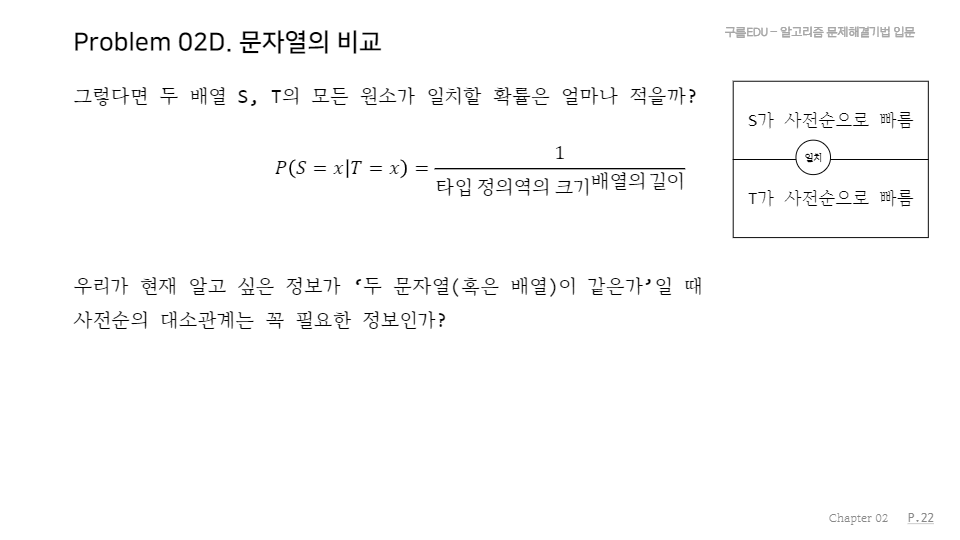 Problem 02D. 문자열의 비교
구름EDU – 알고리즘 문제해결기법 입문
그렇다면 두 배열 S, T의 모든 원소가 일치할 확률은 얼마나 적을까?
S가 사전순으로 빠름
일치
T가 사전순으로 빠름
P(S = x|T = x) = 1 / 타입 정의역의 크기^배열의 길이
우리가 현재 알고 싶은 정보가 ‘두 문자열(혹은 배열)이 같은가’일 때
사전순의 대소관계는 꼭 필요한 정보인가?
Chapter 02 P.22